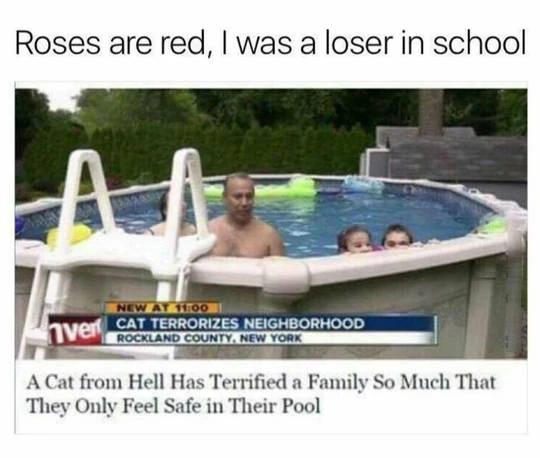 Roses are red, I was a loser in school
NEW AT 11:00
CAT TERRORIZES NEIGHBORHOOD
ROCKLAND COUNTY, NEW YORK
A Cat from Hell Has Terrified a Family So Much That
They Only Feel Safe in Their Pool